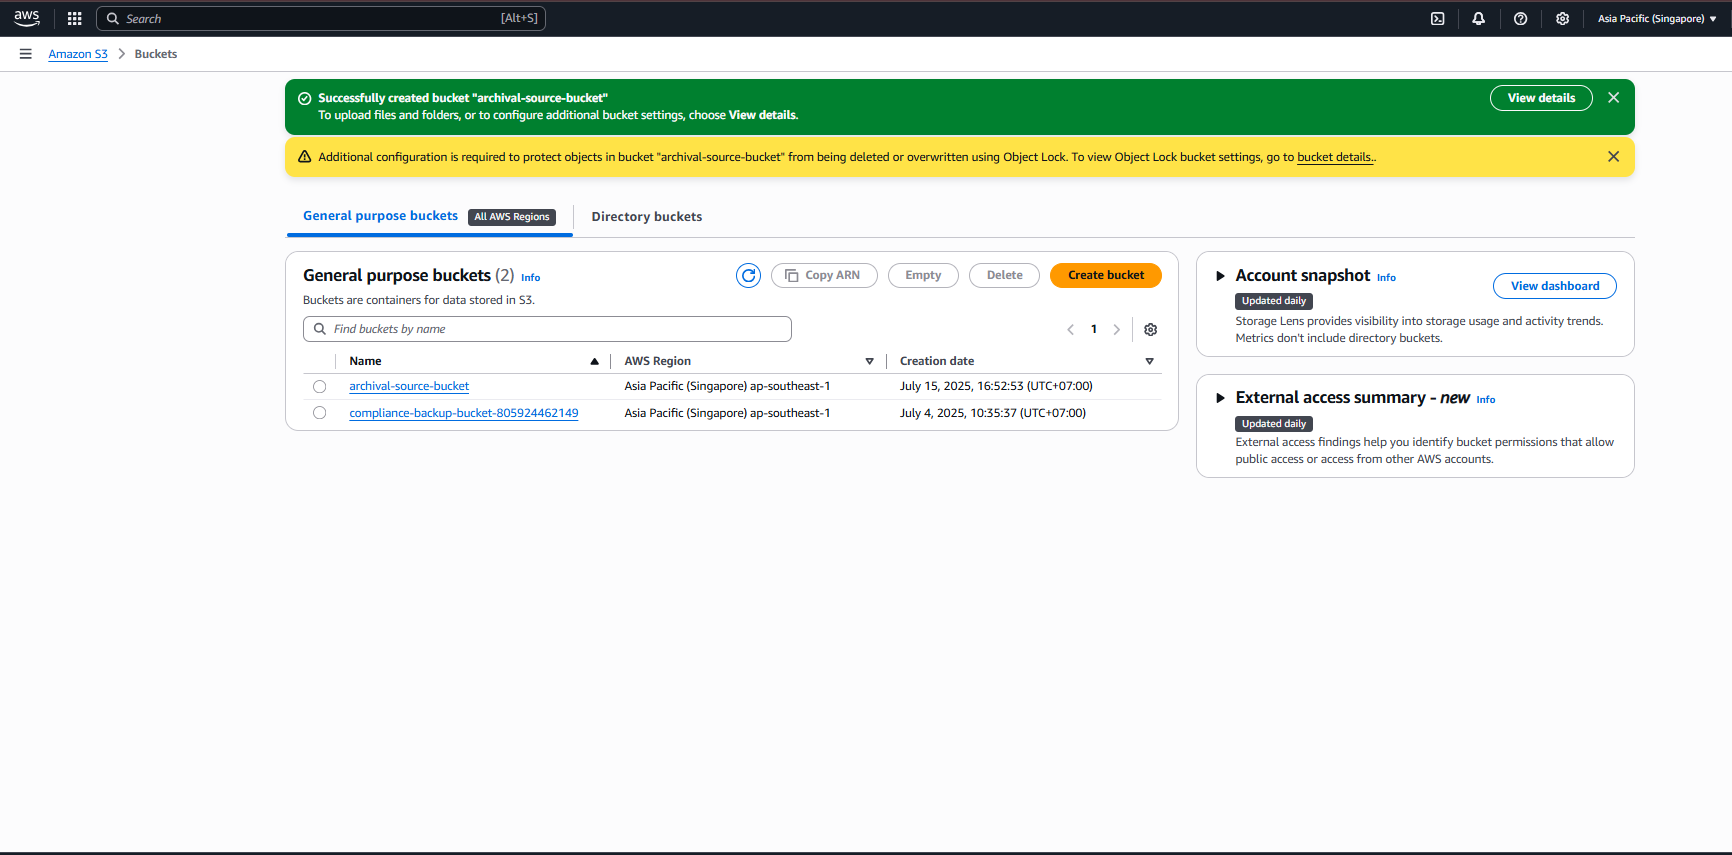 aws
Search [Alt+S]
Asia Pacific (Singapore)
Amazon S3 Buckets
Successfully created bucket "archival-source-bucket"
To upload files and folders, or to configure additional bucket settings, choose View details.
View details
Additional configuration is required to protect objects in bucket "archival-source-bucket" from being deleted or overwritten using Object Lock. To view Object Lock bucket settings, go to bucket details..
General purpose buckets All AWS Regions Directory buckets
General purpose buckets (2) Info
Copy ARN Empty Delete Create bucket
Buckets are containers for data stored in S3.
Find buckets by name
1
Name AWS Region Creation date
archival-source-bucket Asia Pacific (Singapore) ap-southeast-1 July 15, 2025, 16:52:53 (UTC+07:00)
compliance-backup-bucket-805924462149 Asia Pacific (Singapore) ap-southeast-1 July 4, 2025, 10:35:37 (UTC+07:00)
Account snapshot Info
View dashboard
Updated daily
Storage Lens provides visibility into storage usage and activity trends.
Metrics don't include directory buckets.
External access summary - new Info
Updated daily
External access findings help you identify bucket permissions that allow
public access or access from other AWS accounts.